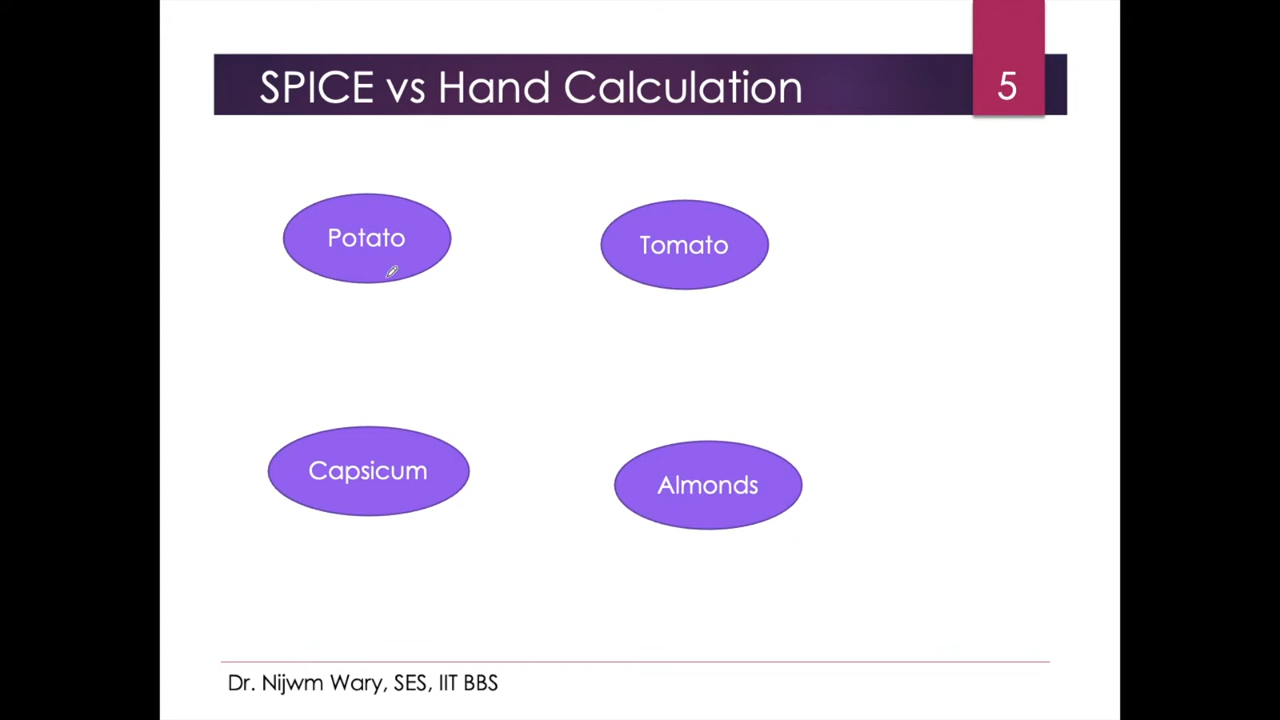 SPICE vs Hand Calculation
5
Potato
Tomato
Capsicum
Almonds
Dr. Nijwm Wary, SES, IIT BBS